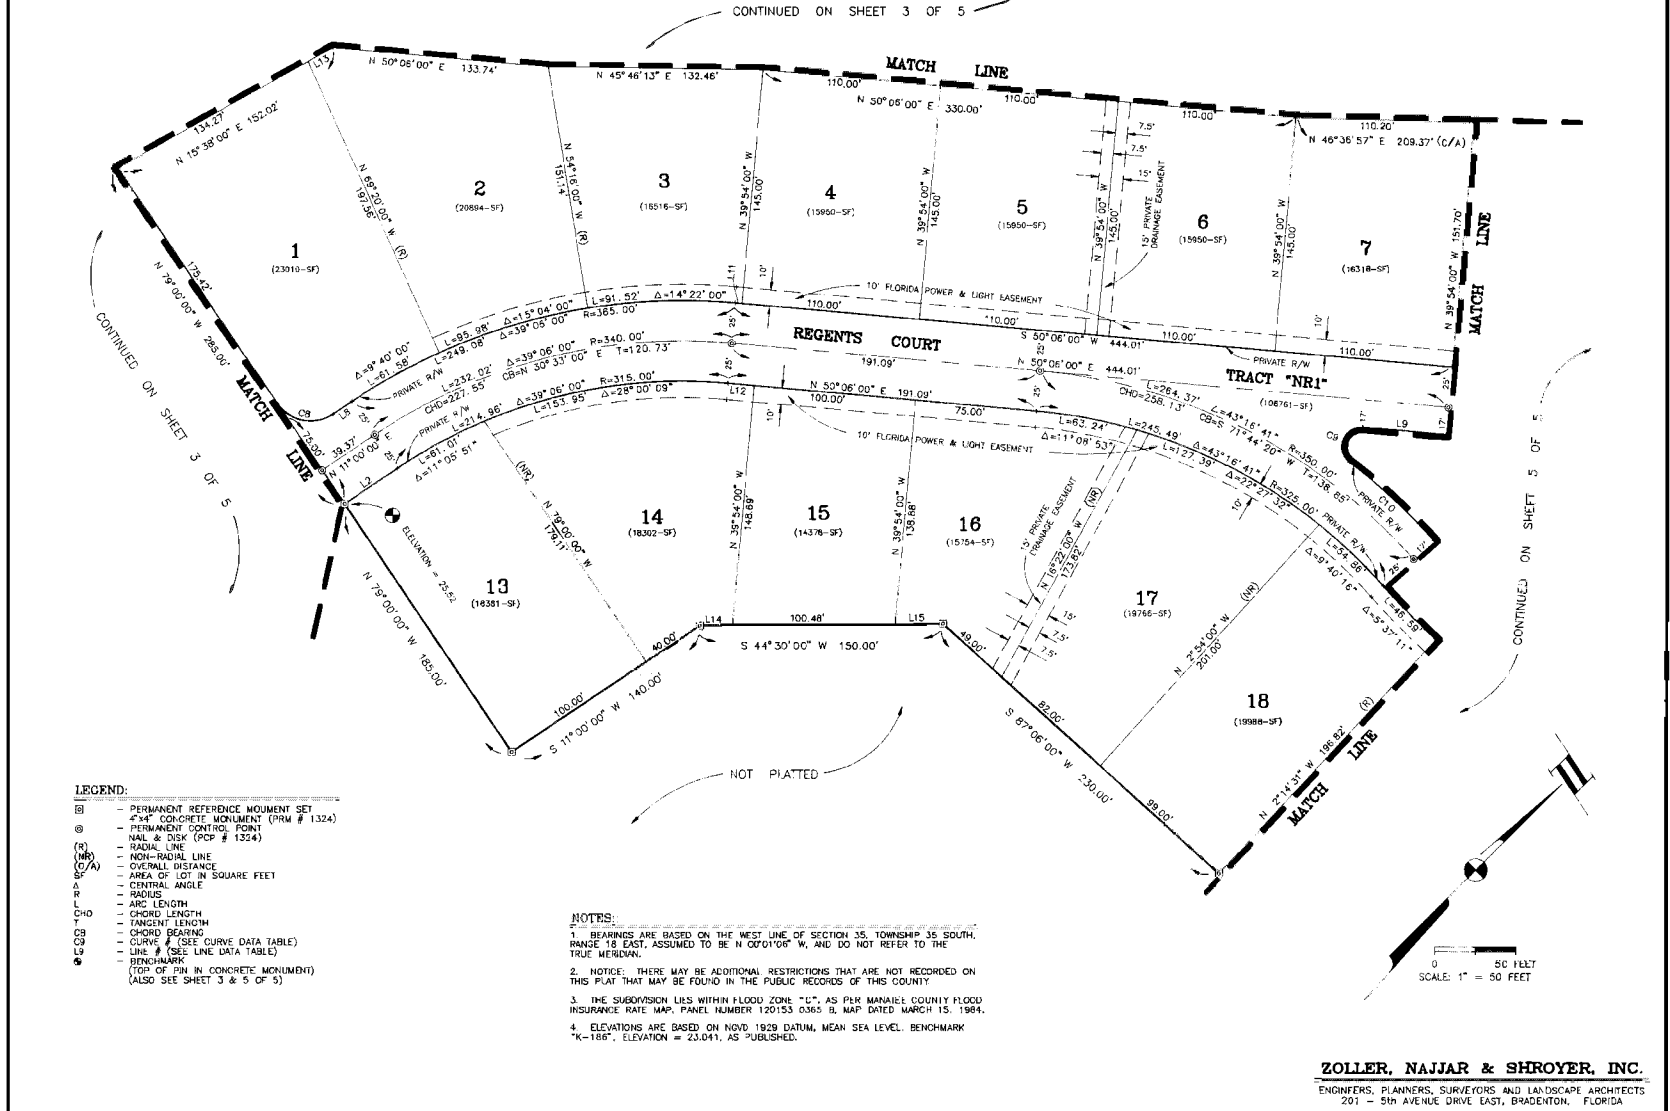 CONTINUED ON SHEET 3 OF 5
MATCH LINE
L13
N 50°06'00" E 133.74'
N 45°46'13" E 132.46'
110.00'
N 50°06'00" E 330.00'
110.00'
110.00'
110.20'
N 46°36'57" E 209.37' (O/A)
134.27'
N 15°38'00" E 152.02'
7.5'
7.5'
15'
15' PRIVATE
DRAINAGE EASEMENT
N 69°20'00" W (R)
197.56'
N 54°16'00" W (R)
151.14'
N 39°54'00" W
145.00'
N 39°54'00" W
145.00'
N 39°54'00" W
145.00'
N 39°54'00" W
145.00'
N 39°54'00" W 151.70'
MATCH LINE
1
(23019-SF)
2
(20894-SF)
3
(16516-SF)
4
(15950-SF)
5
(15950-SF)
6
(15950-SF)
7
(16318-SF)
CONTINUED ON SHEET 3 OF 5
175.42'
N 79°00'00" W 285.00'
MATCH LINE
75.00'
L11
10'
10' FLORIDA POWER & LIGHT EASEMENT
110.00'
110.00'
S 50°06'00" W 444.01'
110.00'
110.00'
10'
PRIVATE R/W
L=91.52' Δ=14°22'00"
L=95.98' Δ=15°04'00"
L=249.08' Δ=39°06'00" R=365.00'
Δ=9°40'00"
L=61.58'
PRIVATE R/W
C8
L8
25'
25'
L=232.02' Δ=39°06'00" R=340.00'
CHD=227.55' CB=N 30°33'00" E T=120.73'
REGENTS COURT
191.09'
25'
25'
N 50°06'00" E 444.01'
TRACT "NR1"
(106761-SF)
25'
25'
39.37'
N 11°00'00" E
25'
25'
PRIVATE R/W
L=214.96' Δ=39°06'00" R=315.00'
L=153.95' Δ=28°00'09"
L=61.01'
Δ=11°05'51"
L2
L12
10'
N 50°06'00" E 191.09'
100.00'
75.00'
10' FLORIDA POWER & LIGHT EASEMENT
L=63.24'
Δ=11°08'53"
L=264.37' Δ=43°16'41" R=350.00'
CHD=258.13' CB=S 71°44'20" W T=138.85'
L=245.49' Δ=43°16'41" R=325.00'
L=127.39' Δ=22°27'32"
10'
PRIVATE R/W
L=54.86'
Δ=9°40'16"
L=46.59'
Δ=5°37'11"
17'
L9
17'
C9
C10
PRIVATE R/W
17'
25'
CONTINUED ON SHEET 5 OF 5
ELELVATION = 25.52
(NR)
N 79°00'00" W
179.11'
N 39°54'00" W
148.69'
N 39°54'00" W
138.88'
15' PRIVATE
DRAINAGE EASEMENT
N 16°22'00" W (NR)
173.82'
15'
7.5'
7.5'
N 2°54'00" W (NR)
201.00'
13
(18381-SF)
14
(18302-SF)
15
(14376-SF)
16
(15754-SF)
17
(19766-SF)
18
(19988-SF)
N 79°00'00" W 185.00'
100.00'
40.00'
S 11°00'00" W 140.00'
L14
100.48'
L15
S 44°30'00" W 150.00'
49.00'
82.00'
99.00'
S 87°06'00" W 230.00'
N 2°14'31" W 196.82' (R)
MATCH LINE
NOT PLATTED
LEGEND:
– PERMANENT REFERENCE MOUMENT SET
4"x4" CONCRETE MONUMENT (PRM # 1324)
– PERMANENT CONTROL POINT
NAIL & DISK (PCP # 1324)
(R) – RADIAL LINE
(NR) – NON-RADIAL LINE
(O/A) – OVERALL DISTANCE
SF – AREA OF LOT IN SQUARE FEET
Δ – CENTRAL ANGLE
R – RADIUS
L – ARC LENGTH
CHD – CHORD LENGTH
T – TANGENT LENGTH
CB – CHORD BEARING
C9 – CURVE # (SEE CURVE DATA TABLE)
L9 – LINE # (SEE LINE DATA TABLE)
– BENCHMARK
(TOP OF PIN IN CONCRETE MONUMENT)
(ALSO SEE SHEET 3 & 5 OF 5)
NOTES:
1. BEARINGS ARE BASED ON THE WEST LINE OF SECTION 35, TOWNSHIP 35 SOUTH,
RANGE 18 EAST, ASSUMED TO BE N 00°01'06" W, AND DO NOT REFER TO THE
TRUE MERIDIAN.
2. NOTICE: THERE MAY BE ADDITIONAL RESTRICTIONS THAT ARE NOT RECORDED ON
THIS PLAT THAT MAY BE FOUND IN THE PUBLIC RECORDS OF THIS COUNTY
3. THE SUBDIVISION LIES WITHIN FLOOD ZONE "C", AS PER MANATEE COUNTY FLOOD
INSURANCE RATE MAP, PANEL NUMBER 120153 0365 B, MAP DATED MARCH 15, 1984.
4. ELEVATIONS ARE BASED ON NGVD 1929 DATUM, MEAN SEA LEVEL. BENCHMARK
"K-186", ELEVATION = 23.041, AS PUBLISHED.
0 50 FEET
SCALE: 1" = 50 FEET
ZOLLER, NAJJAR & SHROYER, INC.
ENGINEERS, PLANNERS, SURVEYORS AND LANDSCAPE ARCHITECTS
201 – 5th AVENUE DRIVE EAST, BRADENTON, FLORIDA